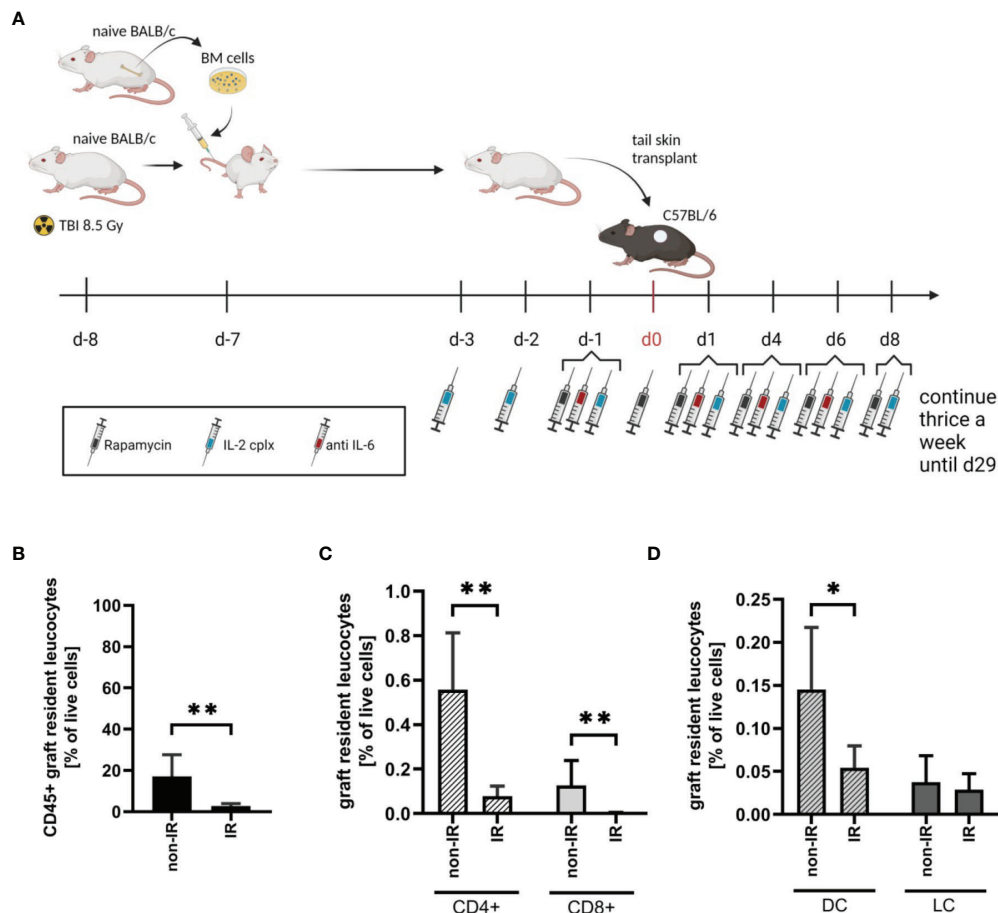 A
naive BALB/c
BM cells
naive BALB/c
TBI 8.5 Gy
tail skin
transplant
C57BL/6
d-8
d-7
d-3
d-2
d-1
d0
d1
d4
d6
d8
Rapamycin
IL-2 cplx
anti IL-6
continue
thrice a
week
until d29
B
CD45+ graft resident leucocytes
[% of live cells]
100
80
60
40
20
0
**
non-IR
IR
C
graft resident leucocytes
[% of live cells]
1.0
0.8
0.6
0.4
0.2
0.0
**
**
non-IR
IR
non-IR
IR
CD4+
CD8+
D
graft resident leucocytes
[% of live cells]
0.25
0.20
0.15
0.10
0.05
0.00
*
non-IR
IR
non-IR
IR
DC
LC